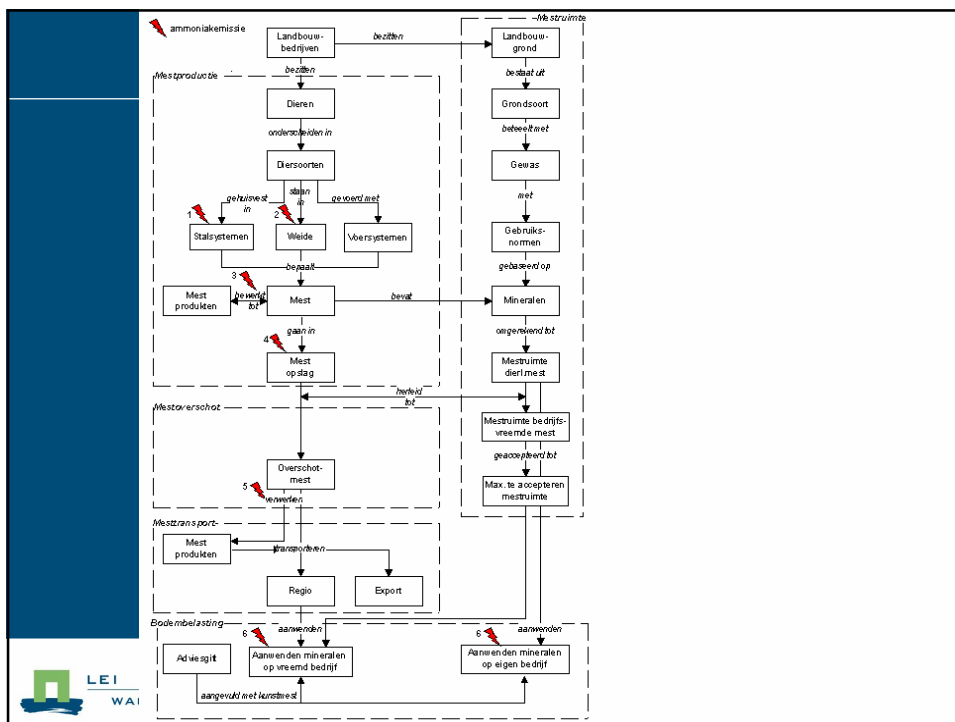 ammoniakemissie
Landbouw-
bedrijven
bezitten
Mestruimte
Landbouw-
grond
bezitten
bestaat uit
Mestproductie
Dieren
Grondsoort
onderscheiden in
beteelt met
Diersoorten
Gewas
gehuisvest
in
staan
in
gevoerd met
met
1
2
Stalsystemen
Weide
Voersystemen
Gebruiks-
normen
bepaalt
gebaseerd op
3
Mest
produkten
bewerkt
tot
Mest
bevat
Mineralen
gaan in
omgerekend tot
4
Mest
opslag
Mestruimte
dierl.mest
herleid
tot
Mestoverschot
Mestruimte bedrijfs-
vreemde mest
geaccepteerd tot
Overschot-
mest
Max. te accepteren
mestruimte
5
verwerken
Mesttransport-
Mest
produkten
transporteren
Regio
Export
Bodembelasting
aanwenden
aanwenden
6
6
Adviesgift
Aanwenden mineralen
op vreemd bedrijf
Aanwenden mineralen
op eigen bedrijf
aangevuld met kunstmest
LEI
WAI